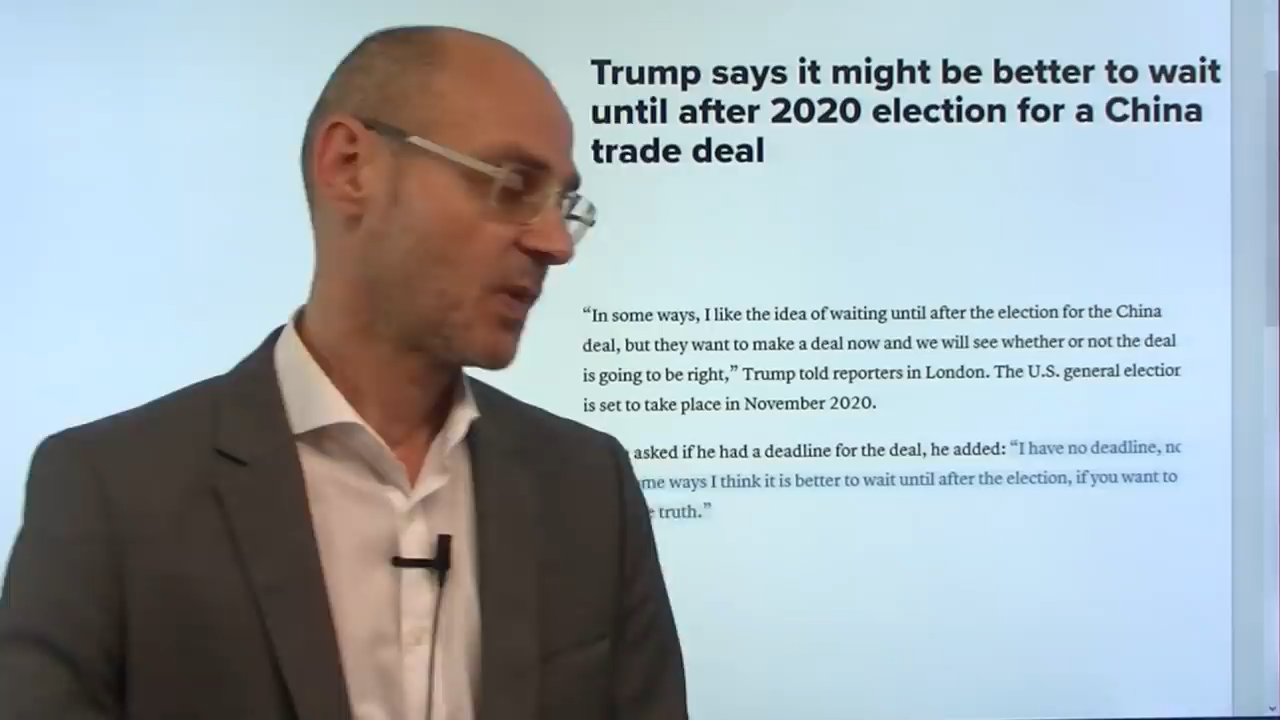 Trump says it might be better to wait
until after 2020 election for a China
trade deal
“In some ways, I like the idea of waiting until after the election for the China
deal, but they want to make a deal now and we will see whether or not the deal
is going to be right,” Trump told reporters in London. The U.S. general
is set to take place in November 2020.
asked if he had a deadline for the deal, he added: “I have no deadline,
ways I think it is better to wait until after the election, if you want to
truth.”